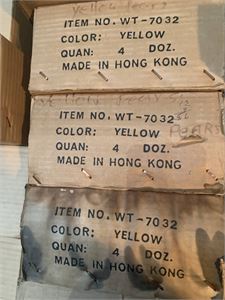 yellow pears
ITEM NO. WT-7032
COLOR: YELLOW
QUAN: 4 DOZ.
MADE IN HONG KONG
yellow pears
ITEM NO. WT-7032
COLOR: YELLOW
PEARS
QUAN: 4 DOZ.
MADE IN HONG KONG
ITEM NO. WT-7032
COLOR: YELLOW
QUAN: 4 DOZ.
MADE IN HONG KONG